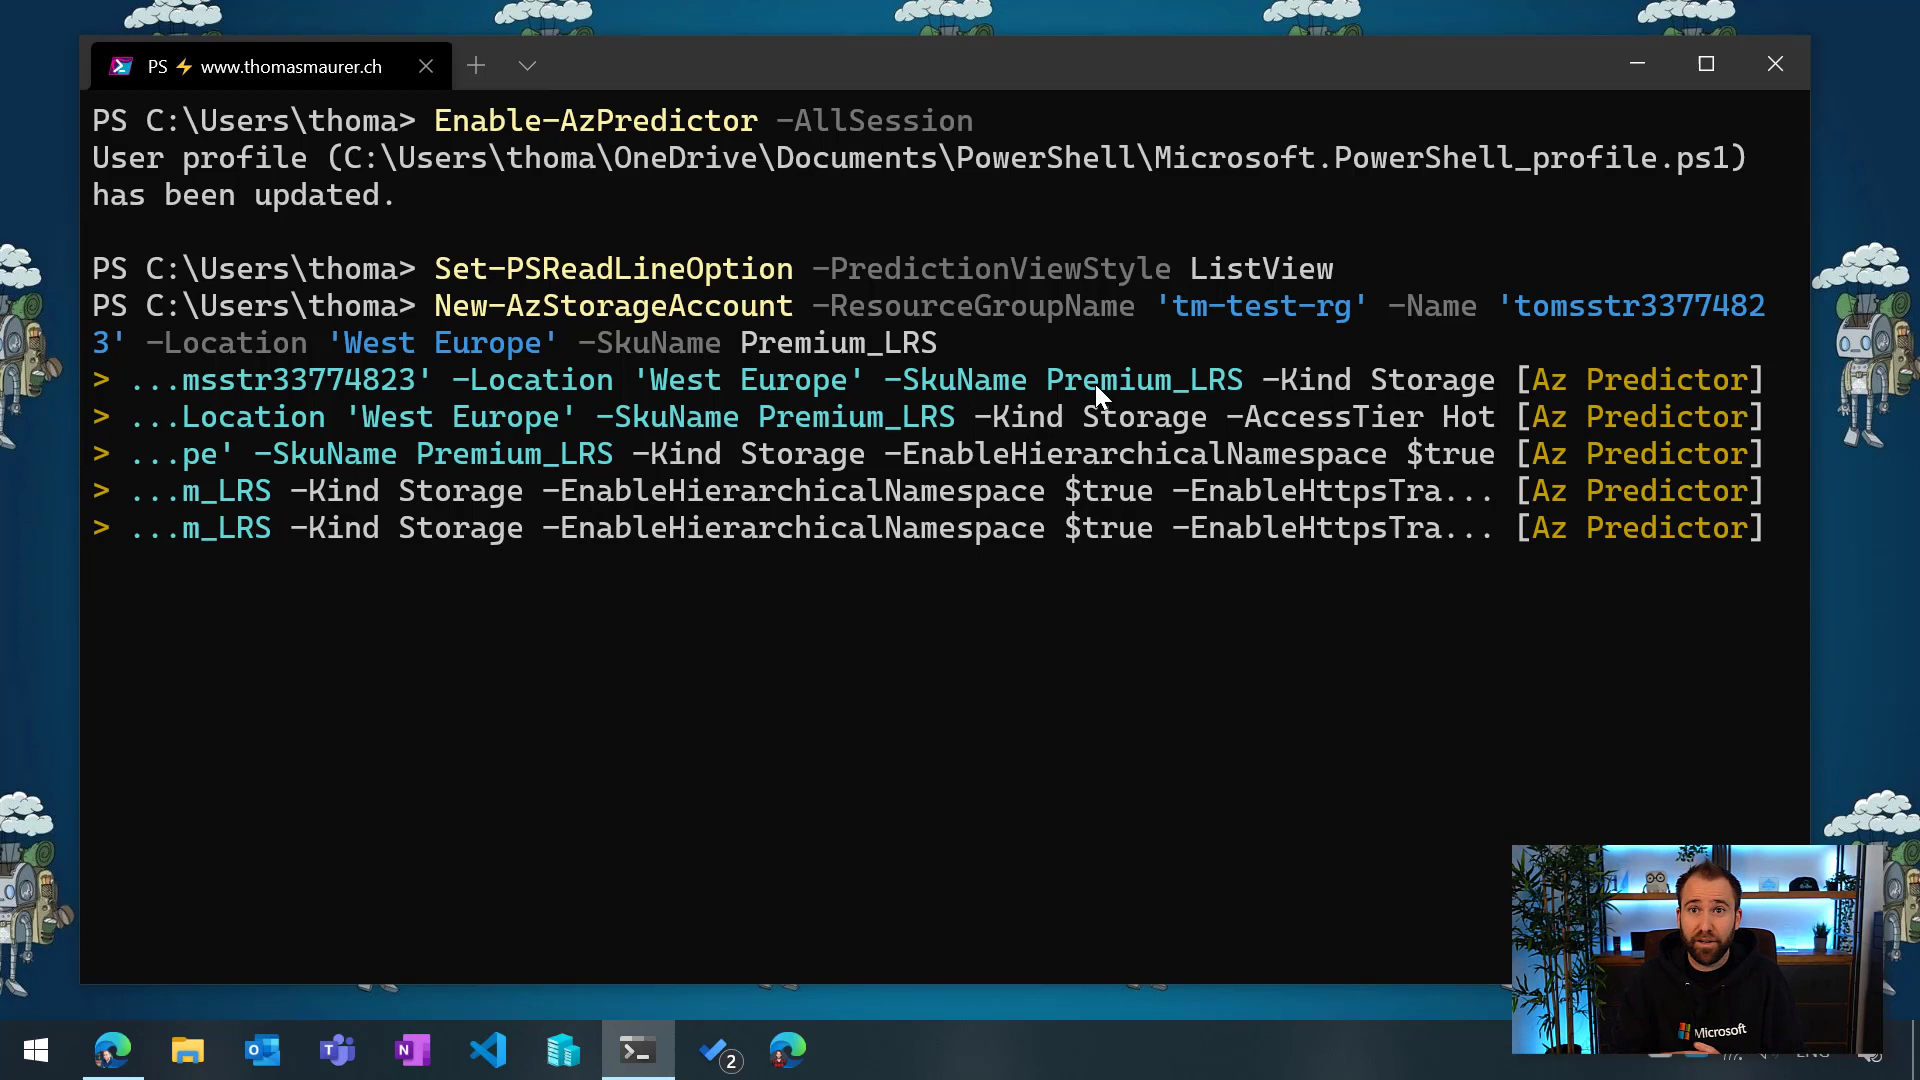 PS ⚡ www.thomasmaurer.ch
PS C:\Users\thoma> Enable-AzPredictor -AllSession
User profile (C:\Users\thoma\OneDrive\Documents\PowerShell\Microsoft.PowerShell_profile.ps1)
has been updated.
PS C:\Users\thoma> Set-PSReadLineOption -PredictionViewStyle ListView
PS C:\Users\thoma> New-AzStorageAccount -ResourceGroupName 'tm-test-rg' -Name 'tomsstr3377482
3' -Location 'West Europe' -SkuName Premium_LRS
> ...msstr33774823' -Location 'West Europe' -SkuName Premium_LRS -Kind Storage [Az Predictor]
> ...Location 'West Europe' -SkuName Premium_LRS -Kind Storage -AccessTier Hot [Az Predictor]
> ...pe' -SkuName Premium_LRS -Kind Storage -EnableHierarchicalNamespace $true [Az Predictor]
> ...m_LRS -Kind Storage -EnableHierarchicalNamespace $true -EnableHttpsTra... [Az Predictor]
> ...m_LRS -Kind Storage -EnableHierarchicalNamespace $true -EnableHttpsTra... [Az Predictor]
Microsoft
2